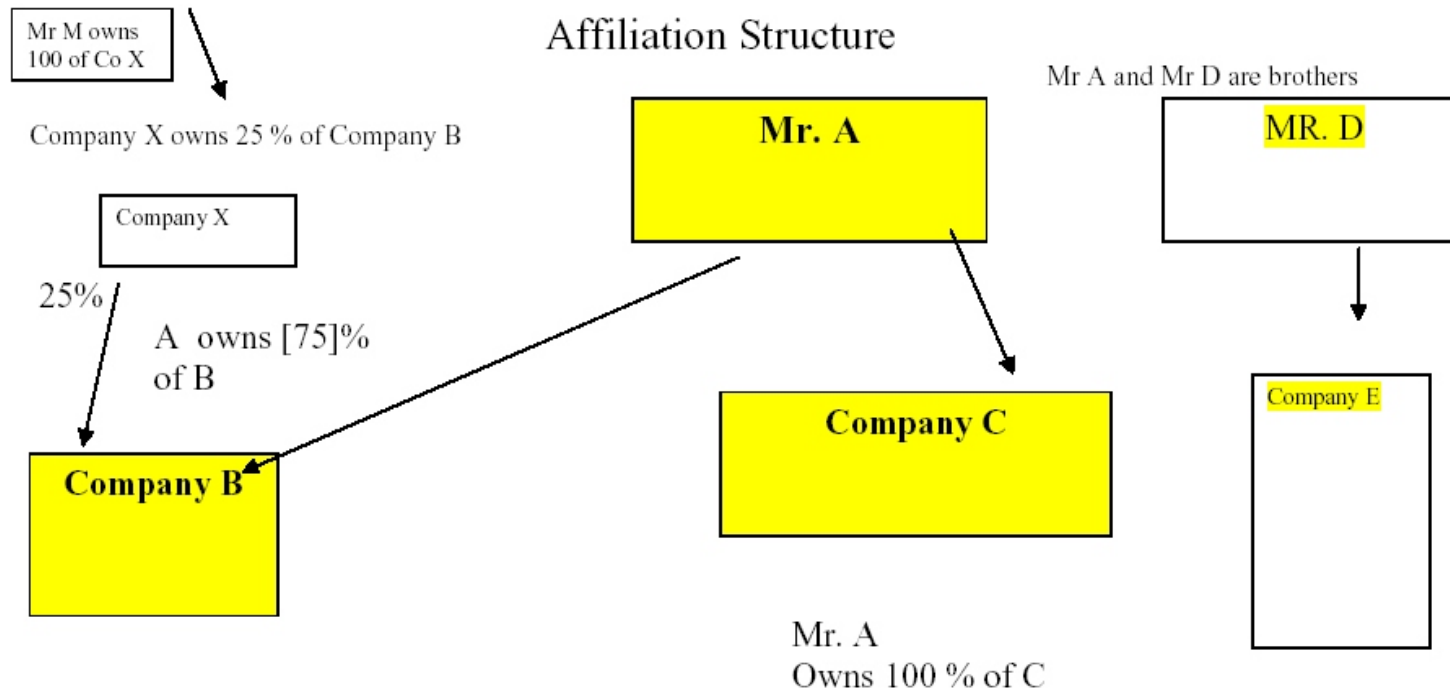 Mr M owns
100 of Co X
Affiliation Structure
Mr A and Mr D are brothers
Company X owns 25 % of Company B
Mr. A
MR. D
Company X
25%
A owns [75]%
of B
Company B
Company C
Company E
Mr. A
Owns 100 % of C